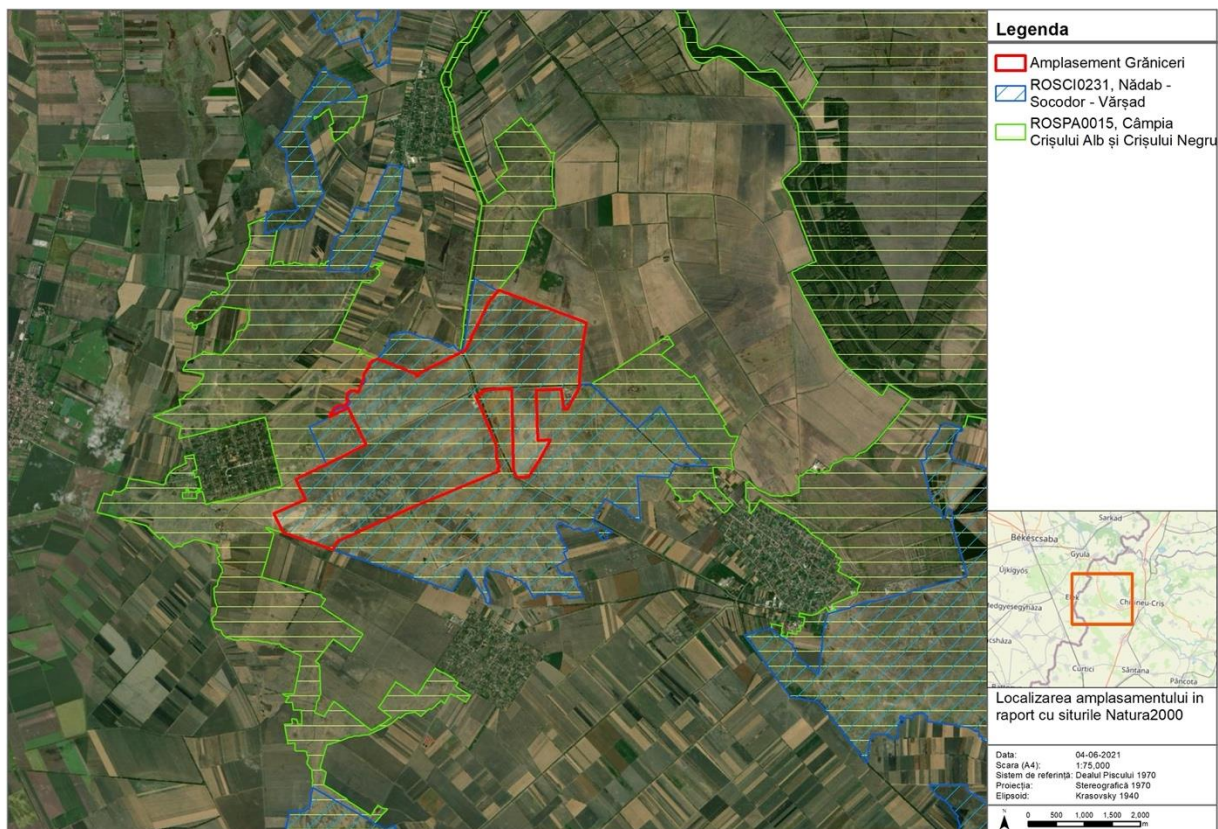 Legenda
Amplasement Grăniceri
ROSCI0231, Nădab -
Socodor - Vărșad
ROSPA0015, Câmpia
Crișului Alb și Crișului Negru
Sarkad
Békéscsaba
Gyula
Újkígyós
Elek
Chișineu-Criș
Medgyesegyháza
Curtici
Sântana
Pâncota
Localizarea amplasamentului in
raport cu siturile Natura2000
Data: 04-06-2021
Scara (A4): 1:75,000
Sistem de referință: Dealul Piscului 1970
Proiecția: Stereografică 1970
Elipsoid: Krasovsky 1940
N
0 500 1,000 1,500 2,000
m